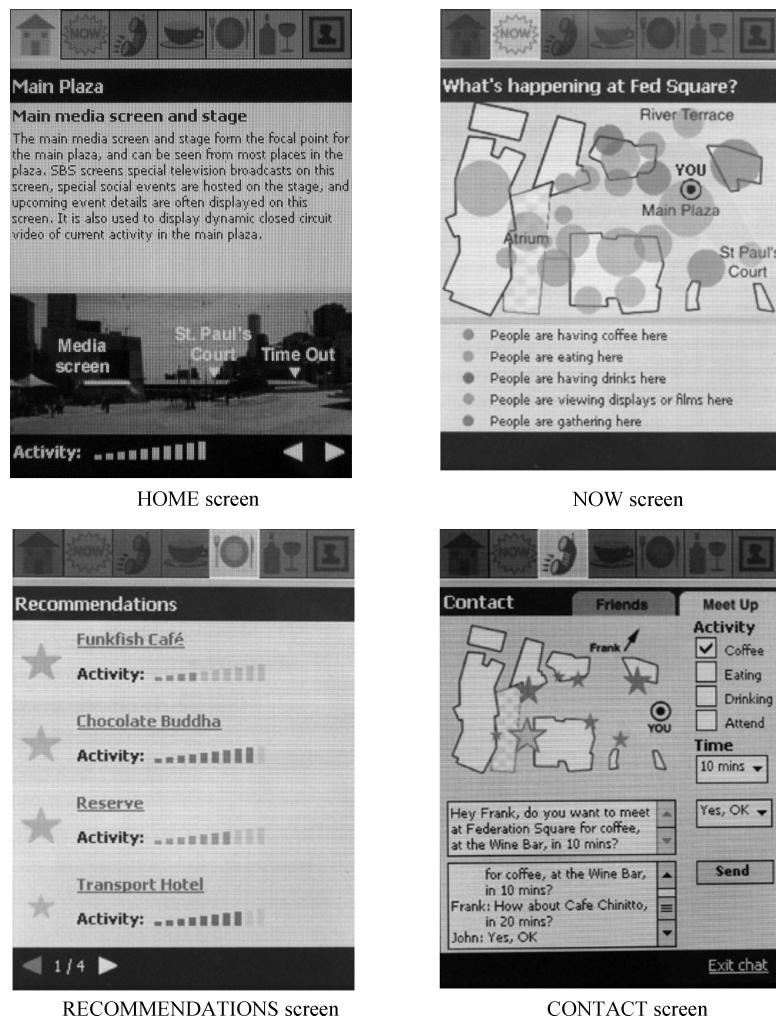 NOW
Main Plaza
Main media screen and stage
The main media screen and stage form the focal point for
the main plaza, and can be seen from most places in the
plaza. SBS screens special television broadcasts on this
screen, special social events are hosted on the stage, and
upcoming event details are often displayed on this
screen. It is also used to display dynamic closed circuit
video of current activity in the main plaza.
Media
screen
St. Paul's
Court
Time Out
Activity:
HOME screen
NOW
What's happening at Fed Square?
River Terrace
YOU
Main Plaza
Atrium
St Paul's
Court
People are having coffee here
People are eating here
People are having drinks here
People are viewing displays or films here
People are gathering here
NOW screen
NOW
Recommendations
Funkfish Café
Activity:
Chocolate Buddha
Activity:
Reserve
Activity:
Transport Hotel
Activity:
1/4
RECOMMENDATIONS screen
NOW
Contact
Friends
Meet Up
Frank
YOU
Activity
Coffee
Eating
Drinking
Attend
Time
10 mins
Hey Frank, do you want to meet
at Federation Square for coffee,
at the Wine Bar, in 10 mins?
Yes, OK
for coffee, at the Wine Bar,
in 10 mins?
Frank: How about Cafe Chinitto,
in 20 mins?
John: Yes, OK
Send
Exit chat
CONTACT screen